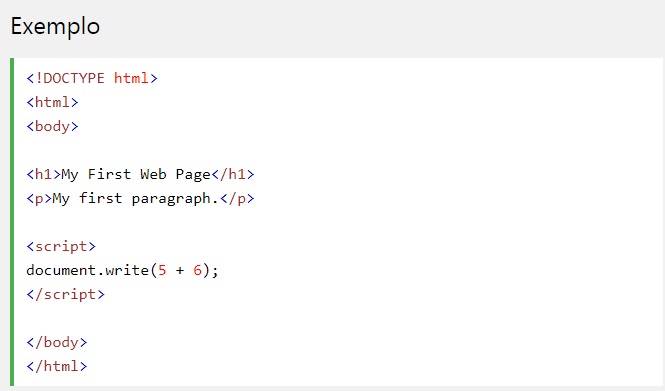 Exemplo
<!DOCTYPE html>
<html>
<body>
<h1>My First Web Page</h1>
<p>My first paragraph.</p>
<script>
document.write(5 + 6);
</script>
</body>
</html>